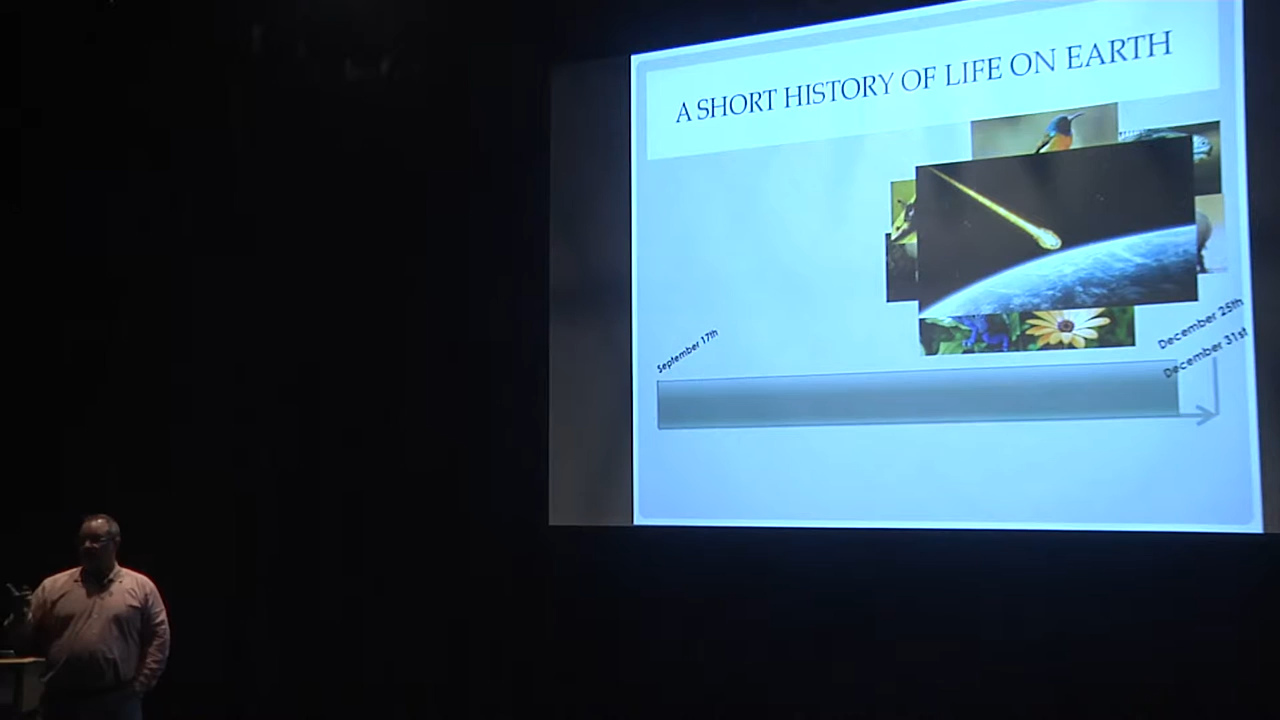 A SHORT HISTORY OF LIFE ON EARTH
September 17th
December 25th
December 31st